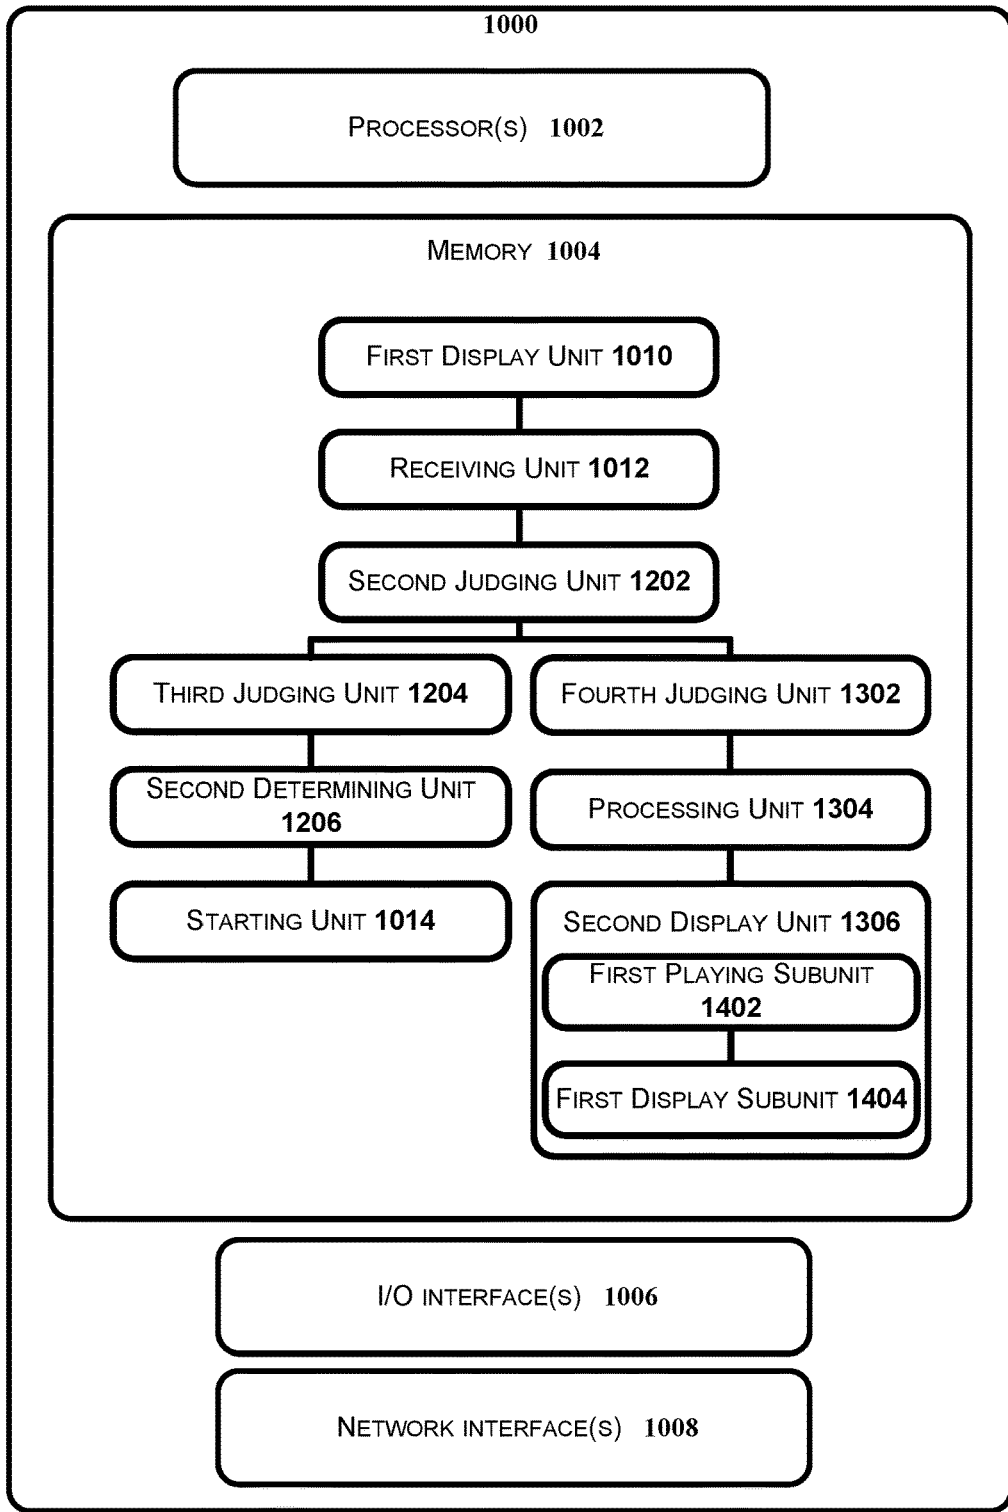 1000
PROCESSOR(S) 1002
MEMORY 1004
FIRST DISPLAY UNIT 1010
RECEIVING UNIT 1012
SECOND JUDGING UNIT 1202
THIRD JUDGING UNIT 1204
FOURTH JUDGING UNIT 1302
SECOND DETERMINING UNIT
1206
PROCESSING UNIT 1304
STARTING UNIT 1014
SECOND DISPLAY UNIT 1306
FIRST PLAYING SUBUNIT
1402
FIRST DISPLAY SUBUNIT 1404
I/O INTERFACE(S) 1006
NETWORK INTERFACE(S) 1008